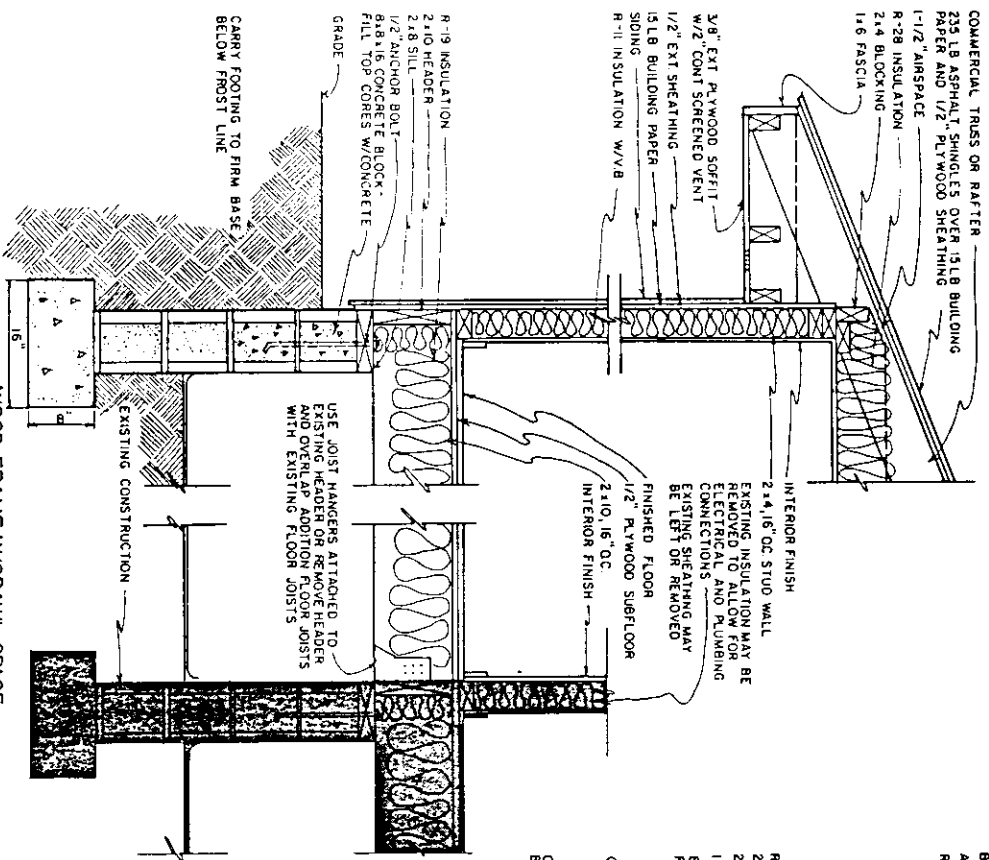 COMMERCIAL TRUSS OR RAFTER
235 LB ASPHALT SHINGLES OVER 15 LB BUILDING
PAPER AND 1/2" PLYWOOD SHEATHING
1-1/2" AIRSPACE
R-28 INSULATION
2x4 BLOCKING
1x6 FASCIA
3/8" EXT PLYWOOD SOFFIT
W/2" CONT SCREENED VENT
1/2" EXT SHEATHING
15 LB BUILDING PAPER
SIDING
R-11 INSULATION W/V.B
R-19 INSULATION
2x10 HEADER
2x8 SILL
1/2" ANCHOR BOLT
8x8x16 CONCRETE BLOCK-
FILL TOP CORES W/CONCRETE
GRADE
CARRY FOOTING TO FIRM BASE
BELOW FROST LINE
INTERIOR FINISH
2x4, 16" O.C. STUD WALL
EXISTING INSULATION MAY BE
REMOVED TO ALLOW FOR
ELECTRICAL AND PLUMBING
CONNECTIONS
EXISTING SHEATHING MAY
BE LEFT OR REMOVED
FINISHED FLOOR
1/2" PLYWOOD SUBFLOOR
2x10, 16" O.C.
INTERIOR FINISH
USE JOIST HANGERS ATTACHED TO
EXISTING HEADER OR REMOVE HEADER
AND OVERLAP ADDITION FLOOR JOISTS
WITH EXISTING FLOOR JOISTS
EXISTING CONSTRUCTION
16"
8"